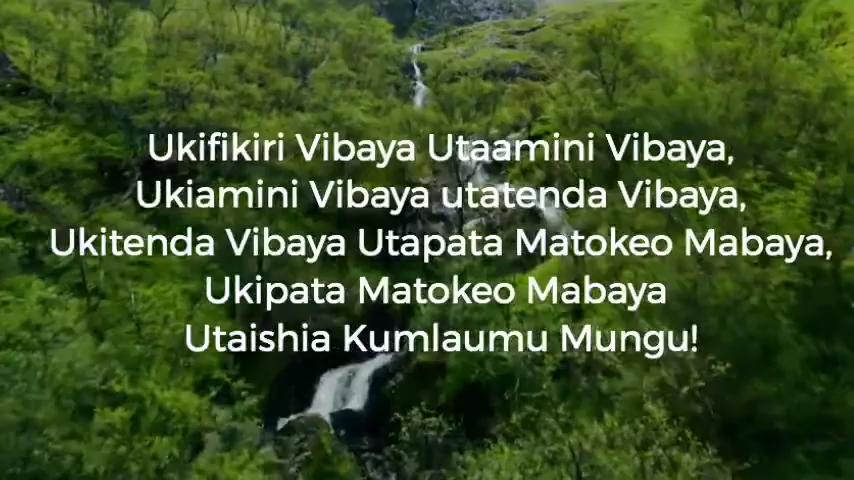 Ukifikiri Vibaya Utaamini Vibaya,
Ukiamini Vibaya utatenda Vibaya,
Ukitenda Vibaya Utapata Matokeo Mabaya,
Ukipata Matokeo Mabaya
Utaishia Kumlaumu Mungu!